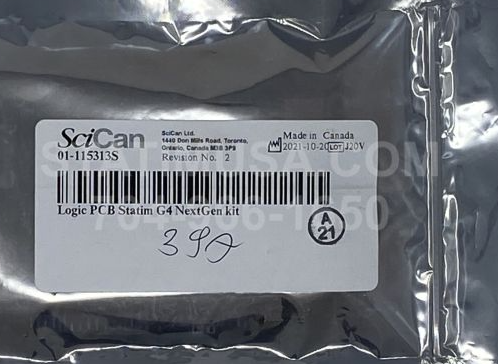 SciCan
SciCan Ltd.
1440 Don Mills Road, Toronto,
Ontario, Canada M3B 3P9
Made in Canada
2021-10-20 LOT J20V
01-115313S
Revision No. 2
Logic PCB Statim G4 NextGen kit
A
21